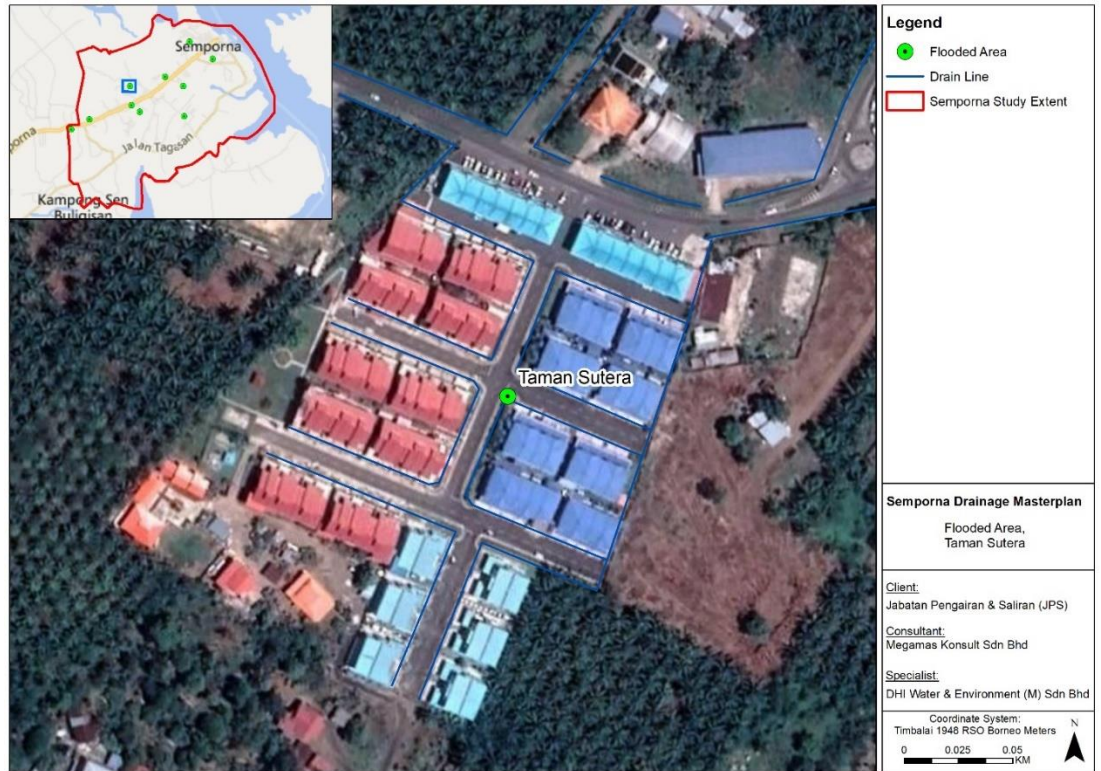 Semporna
porna
Jalan Tagasan
Kampong Sen
Buligisan
Taman Sutera
Legend
Flooded Area
Drain Line
Semporna Study Extent
Semporna Drainage Masterplan
Flooded Area,
Taman Sutera
Client:
Jabatan Pengairan & Saliran (JPS)
Consultant:
Megamas Konsult Sdn Bhd
Specialist:
DHI Water & Environment (M) Sdn Bhd
Coordinate System:
Timbalai 1948 RSO Borneo Meters
N
0 0.025 0.05
KM